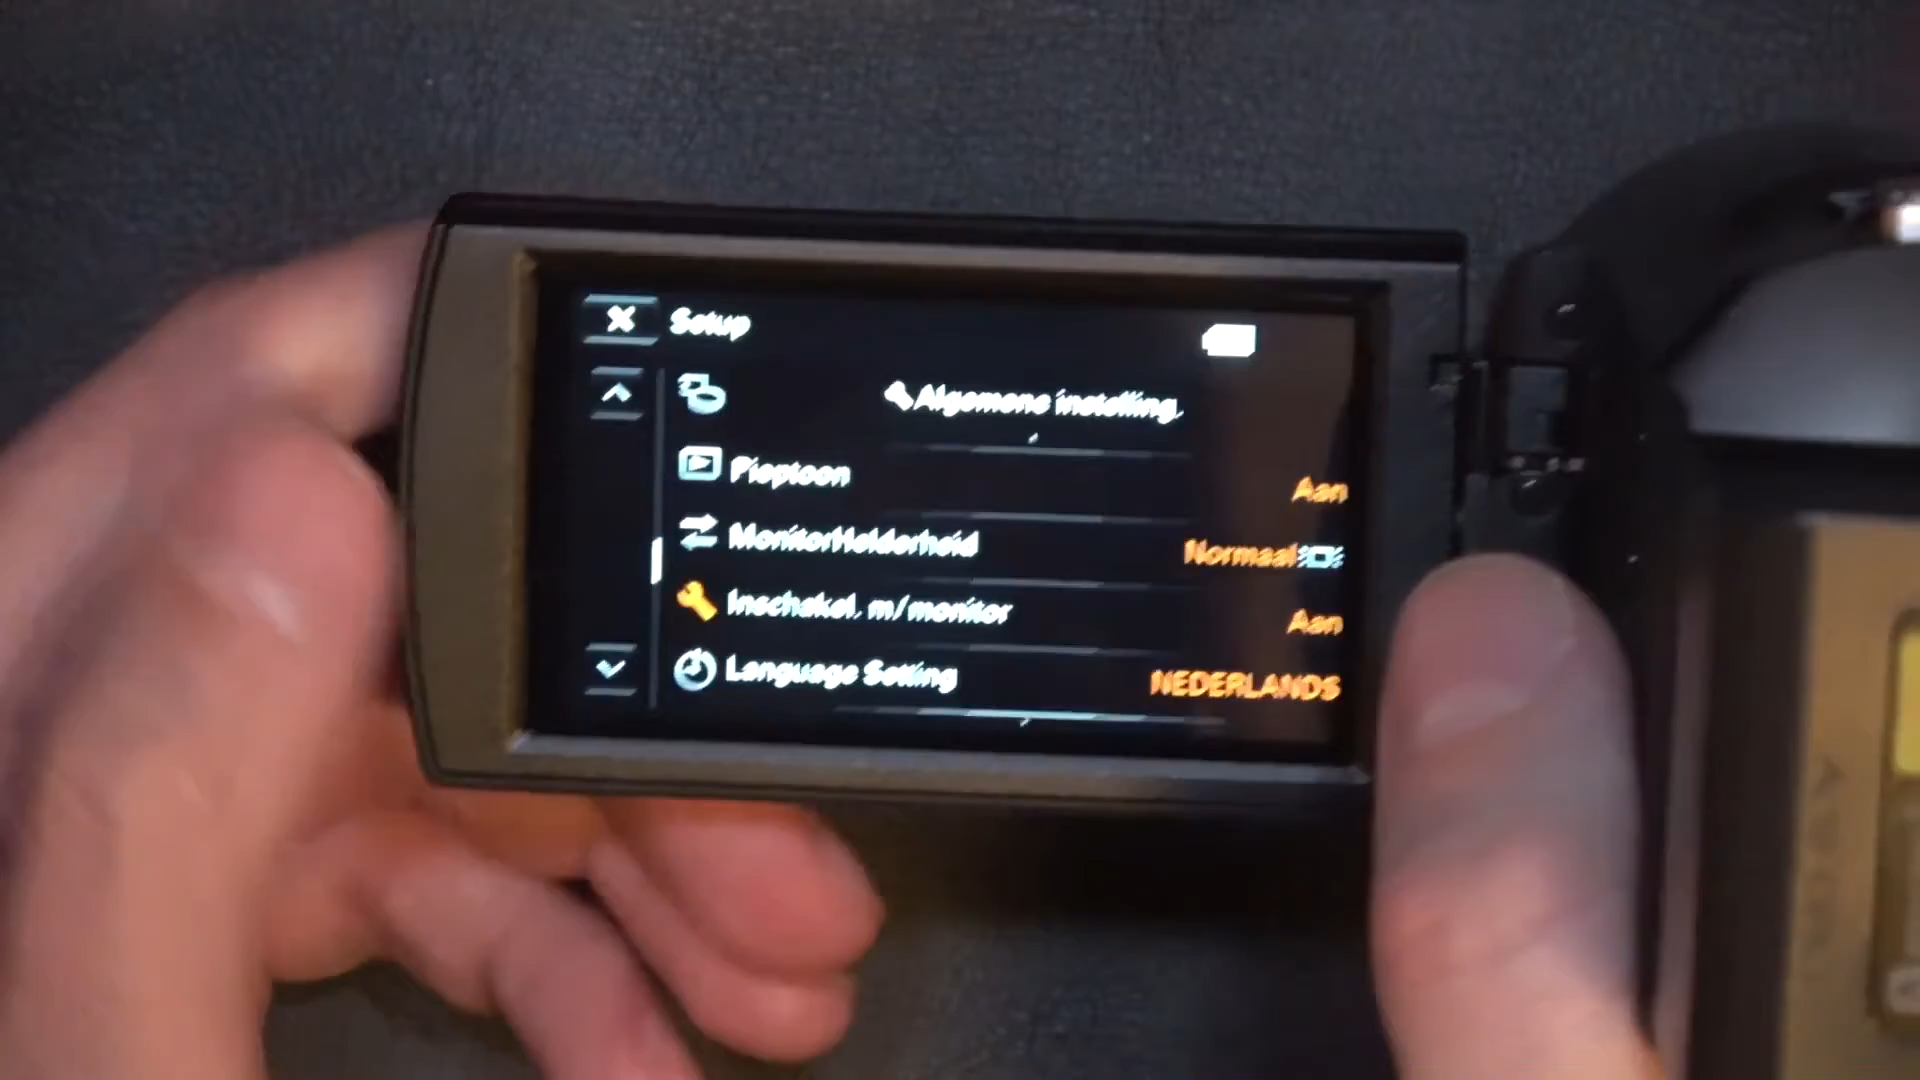 Setup
Algemene instelling.
Pieptoon Aan
MonitorHelderheid Normaal
Inschakel. m/monitor Aan
Language Setting NEDERLANDS